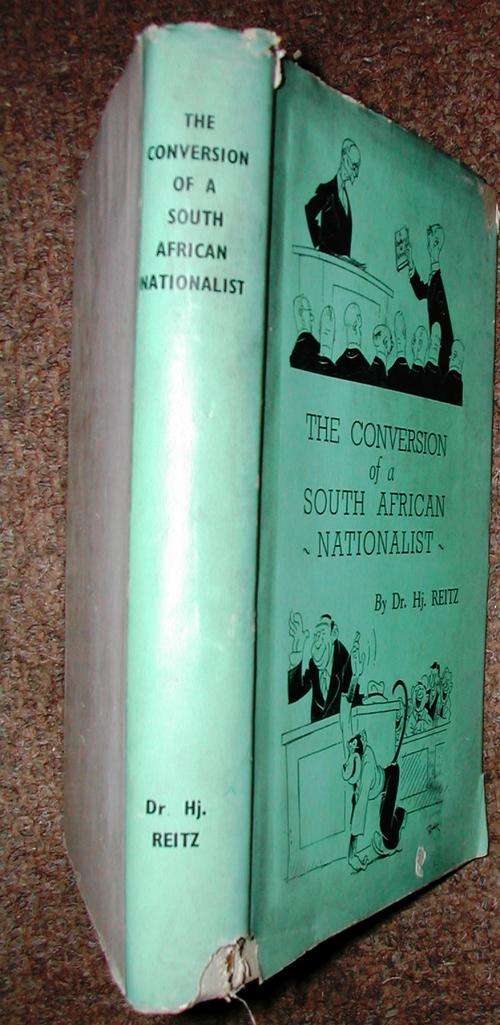 THE
CONVERSION
OF A
SOUTH
AFRICAN
NATIONALIST
Dr. Hj.
REITZ
THE CONVERSION
of a
SOUTH AFRICAN
~ NATIONALIST ~
By Dr. Hj. REITZ